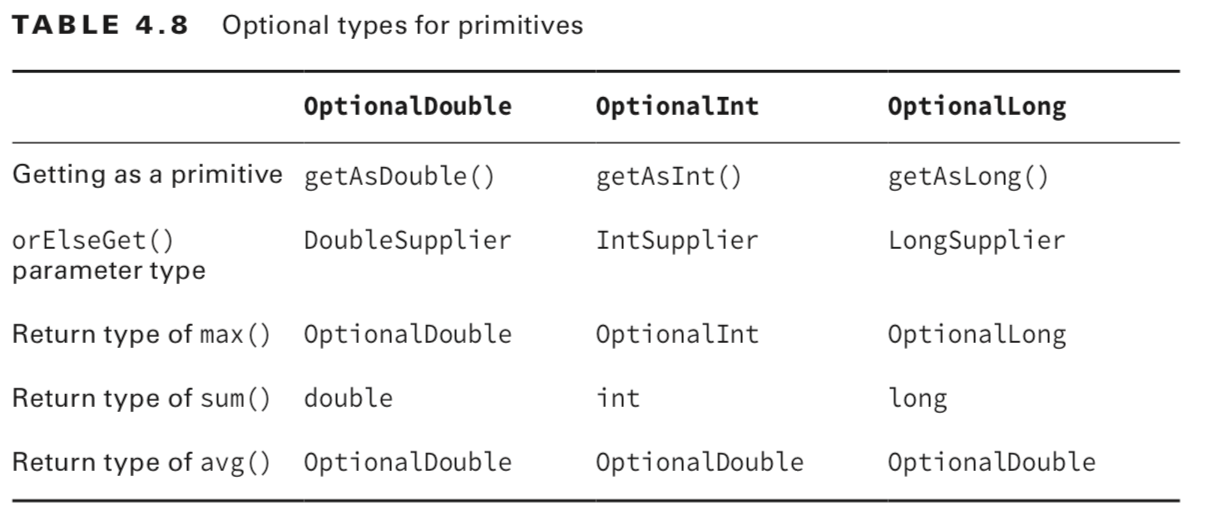 TABLE 4.8 Optional types for primitives
OptionalDouble OptionalInt OptionalLong
Getting as a primitive getAsDouble() getAsInt() getAsLong()
orElseGet() DoubleSupplier IntSupplier LongSupplier
parameter type
Return type of max() OptionalDouble OptionalInt OptionalLong
Return type of sum() double int long
Return type of avg() OptionalDouble OptionalDouble OptionalDouble